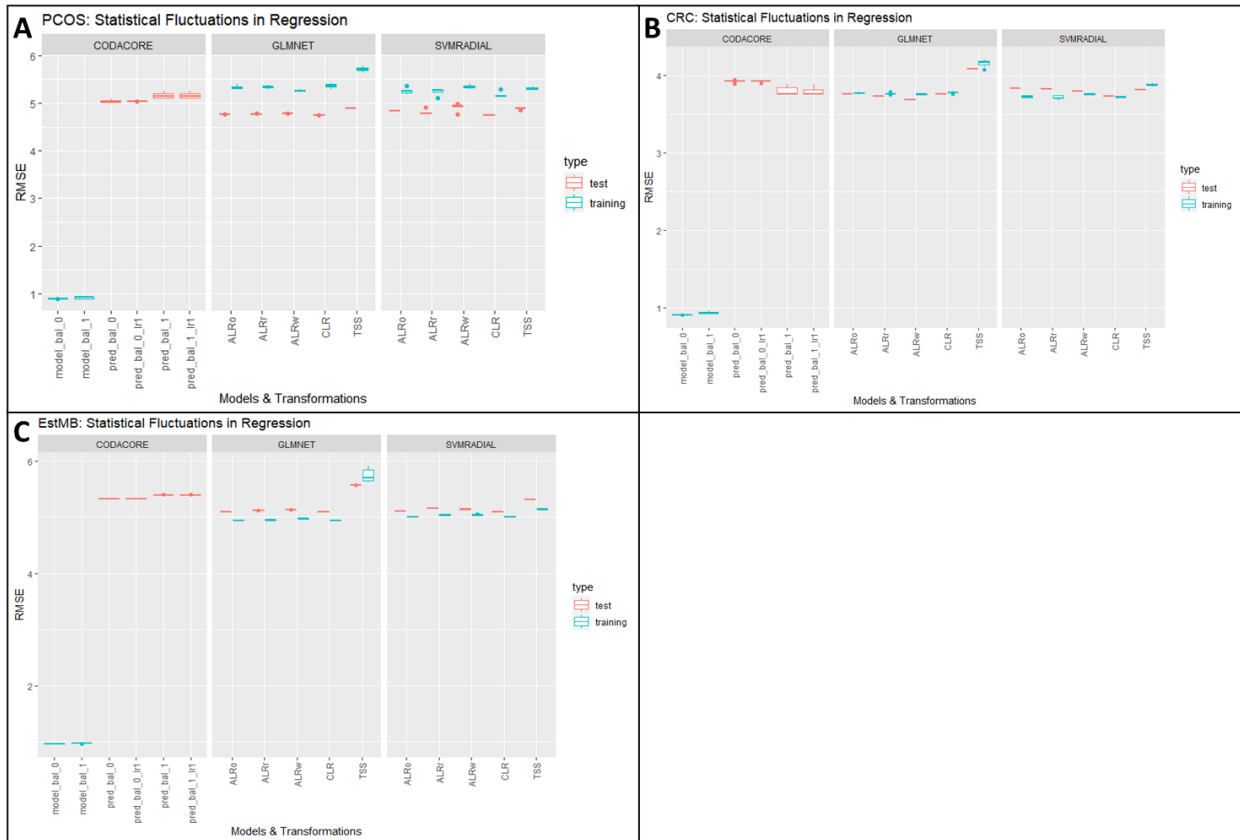 A PCOS: Statistical Fluctuations in Regression
CODACORE GLMNET SVMRADIAL
6
5
4
3
2
1
RMSE
model_bal_0 model_bal_1 pred_bal_0 pred_bal_0_lr1 pred_bal_1 pred_bal_1_lr1 ALRo ALRr ALRw CLR TSS ALRo ALRr ALRw CLR TSS
Models & Transformations
type
test
training
B CRC: Statistical Fluctuations in Regression
CODACORE GLMNET SVMRADIAL
4
3
2
1
RMSE
model_bal_0 model_bal_1 pred_bal_0 pred_bal_0_lr1 pred_bal_1 pred_bal_1_lr1 ALRo ALRr ALRw CLR TSS ALRo ALRr ALRw CLR TSS
Models & Transformations
type
test
training
C EstMB: Statistical Fluctuations in Regression
CODACORE GLMNET SVMRADIAL
6
4
2
RMSE
model_bal_0 model_bal_1 pred_bal_0 pred_bal_0_lr1 pred_bal_1 pred_bal_1_lr1 ALRo ALRr ALRw CLR TSS ALRo ALRr ALRw CLR TSS
Models & Transformations
type
test
training